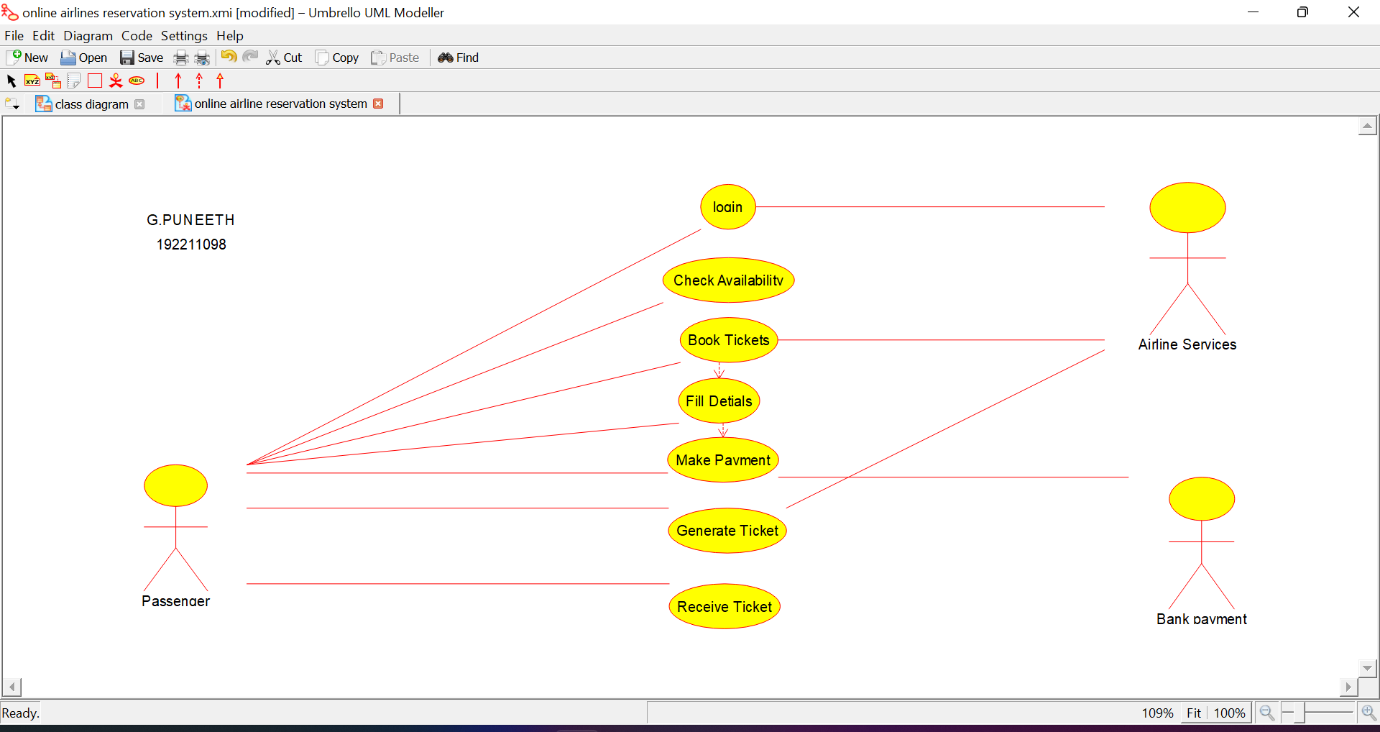 online airlines reservation system.xmi [modified] – Umbrello UML Modeller
File Edit Diagram Code Settings Help
New Open Save Cut Copy Paste Find
XYZ ABC
class diagram online airline reservation system
G.PUNEETH
192211098
login
Check Availability
Book Tickets
Fill Detials
Make Payment
Generate Ticket
Receive Ticket
Airline Services
Passenger
Bank payment
Ready. 109% Fit 100%